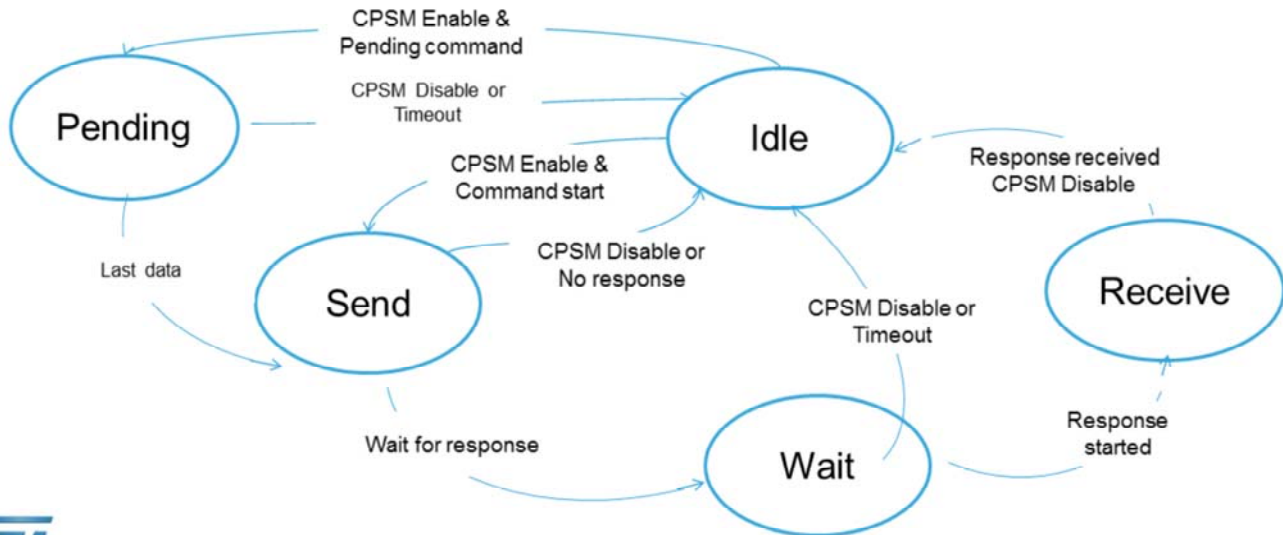 CPSM Enable &
Pending command
CPSM Disable or
Timeout
Pending
Idle
CPSM Enable &
Command start
Response received
CPSM Disable
Last data
CPSM Disable or
No response
Send
Receive
CPSM Disable or
Timeout
Wait for response
Response
started
Wait